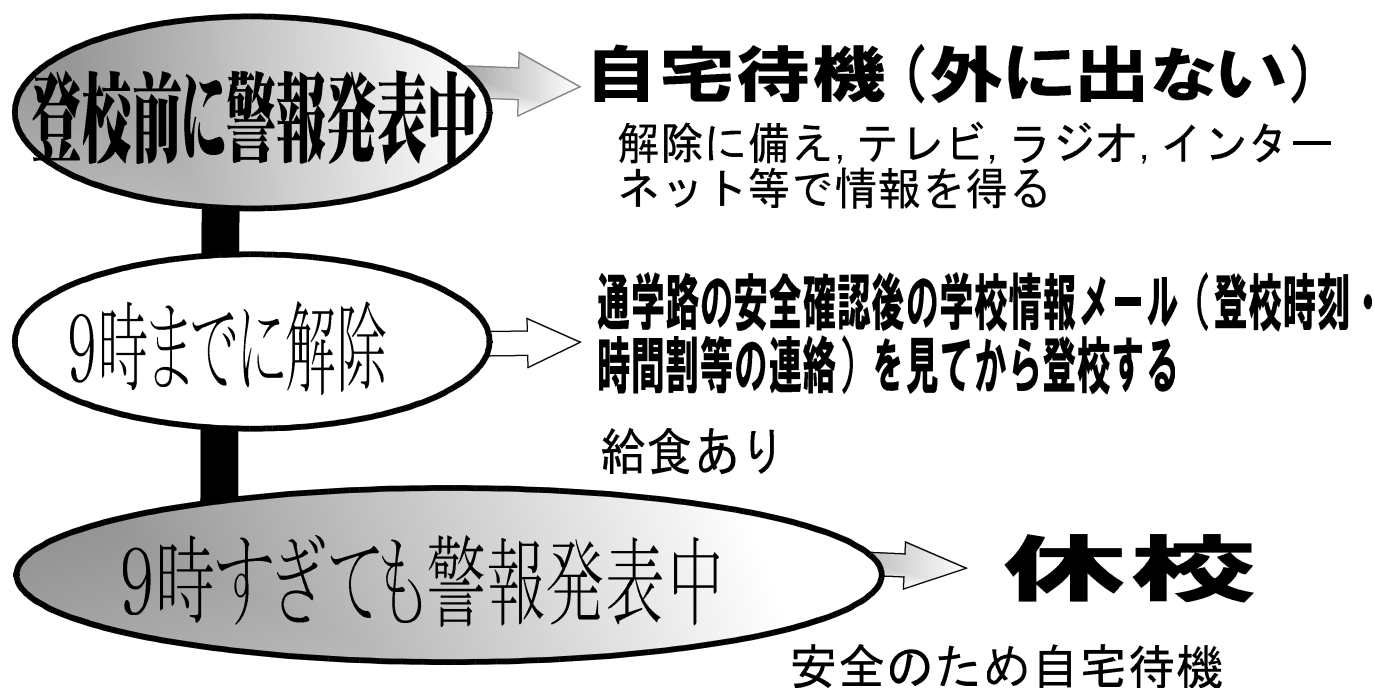 登校前に警報発表中
自宅待機（外に出ない）
解除に備え，テレビ，ラジオ，インター
ネット等で情報を得る
9時までに解除
通学路の安全確認後の学校情報メール（登校時刻・
時間割等の連絡）を見てから登校する
給食あり
9時すぎても警報発表中
休校
安全のため自宅待機